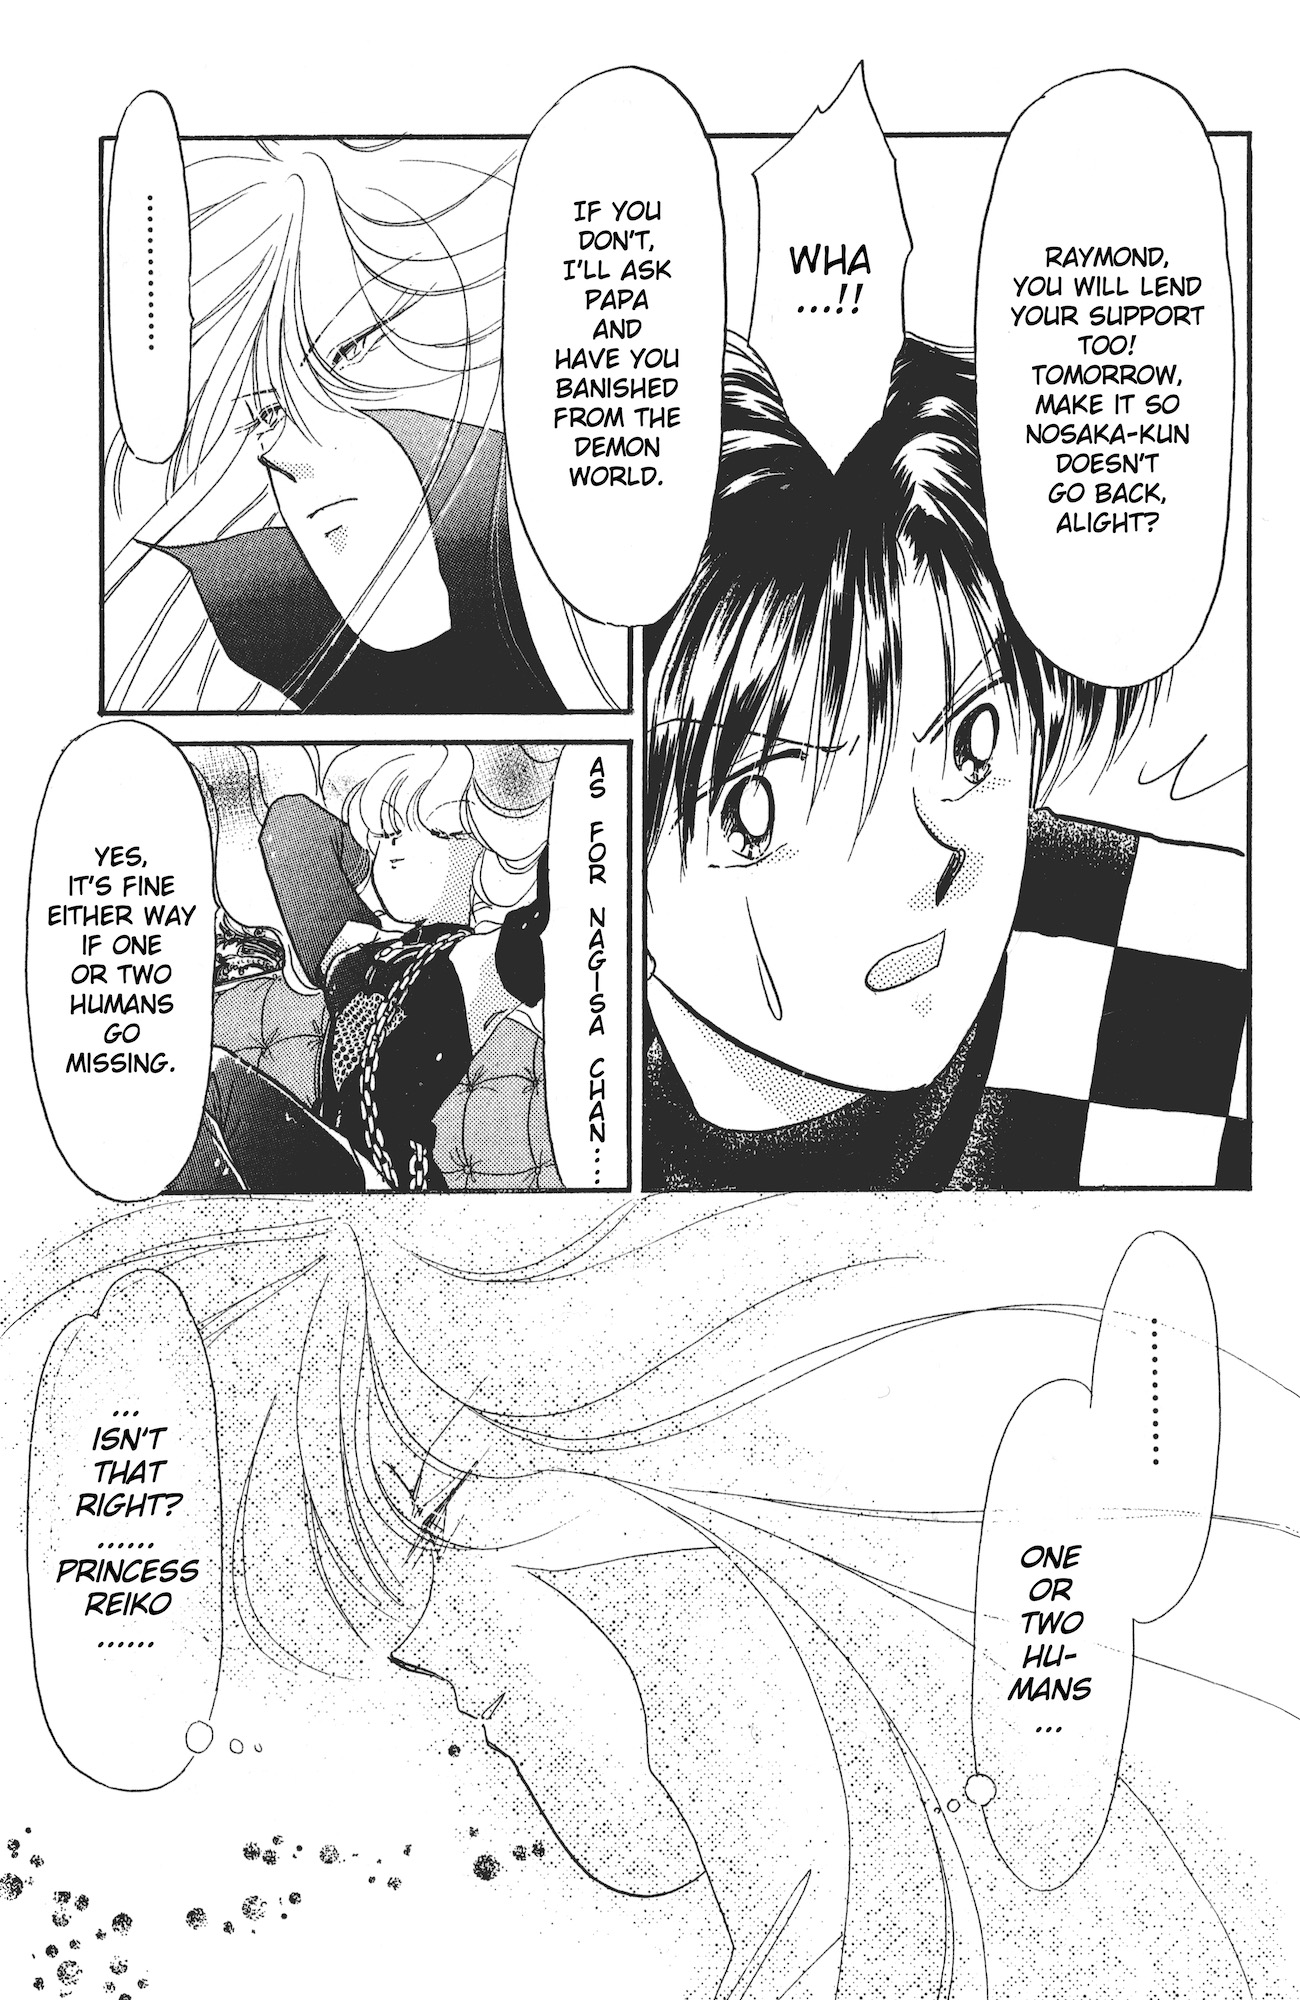 RAYMOND,
YOU WILL LEND
YOUR SUPPORT
TOO!
TOMORROW,
MAKE IT SO
NOSAKA-KUN
DOESN'T
GO BACK,
ALIGHT?
WHA
...!!
IF YOU
DON'T,
I'LL ASK
PAPA
AND
HAVE YOU
BANISHED
FROM THE
DEMON
WORLD.
...........
AS FOR NAGISA CHAN....
YES,
IT'S FINE
EITHER WAY
IF ONE
OR TWO
HUMANS
GO
MISSING.
...........
ONE
OR
TWO
HU-
MANS
...
...
ISN'T
THAT
RIGHT?
......
PRINCESS
REIKO
......